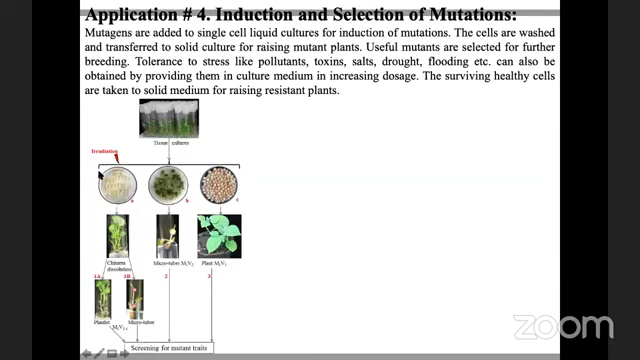 Application # 4. Induction and Selection of Mutations:
Mutagens are added to single cell liquid cultures for induction of mutations. The cells are washed
and transferred to solid culture for raising mutant plants. Useful mutants are selected for further
breeding. Tolerance to stress like pollutants, toxins, salts, drought, flooding etc. can also be
obtained by providing them in culture medium in increasing dosage. The surviving healthy cells
are taken to solid medium for raising resistant plants.
Tissue cultures
Irradiation
a
b
c
Chimera
dissolution
Micro-tuber M1V2
Plant M1V1
1A
1B
2
3
Plantlet
Micro-tuber
Screening for mutant traits
zoom